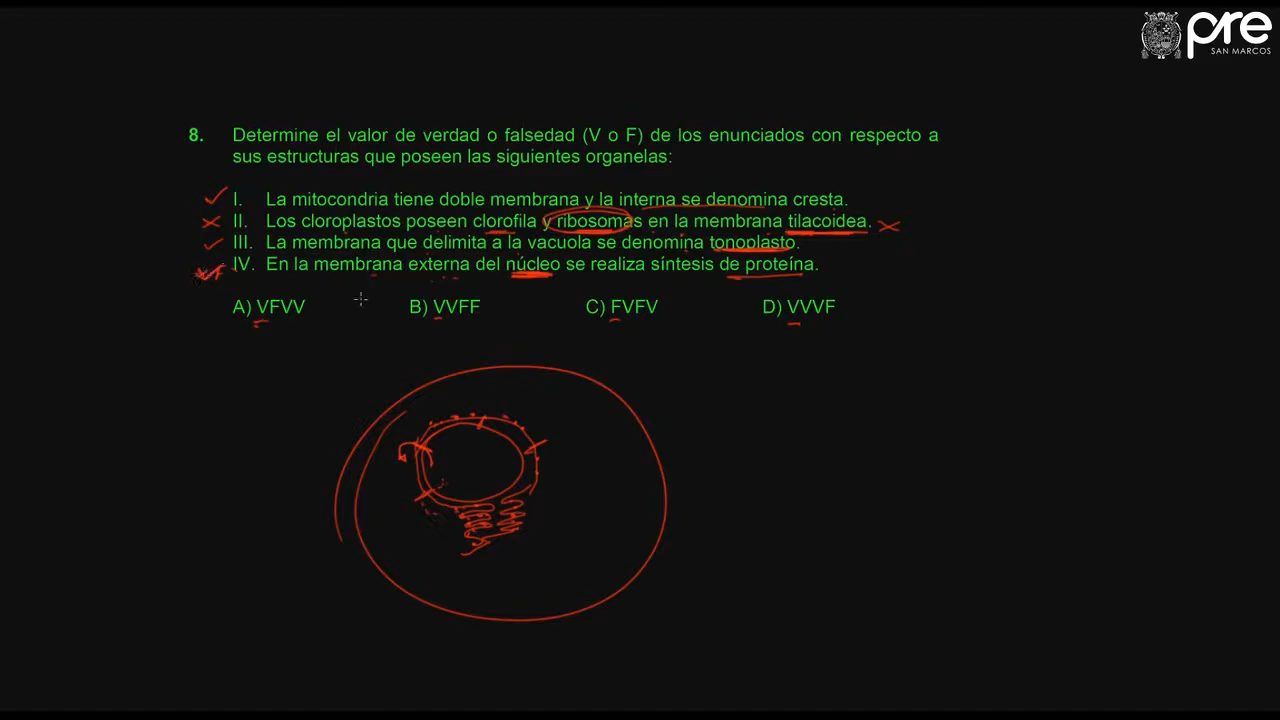 pre
SAN MARCOS
8. Determine el valor de verdad o falsedad (V o F) de los enunciados con respecto a
sus estructuras que poseen las siguientes organelas:
I. La mitocondria tiene doble membrana y la interna se denomina cresta.
II. Los cloroplastos poseen clorofila y ribosomas en la membrana tilacoidea.
III. La membrana que delimita a la vacuola se denomina tonoplasto.
IV. En la membrana externa del núcleo se realiza síntesis de proteína.
A) VFVV B) VVFF C) FVFV D) VVVF